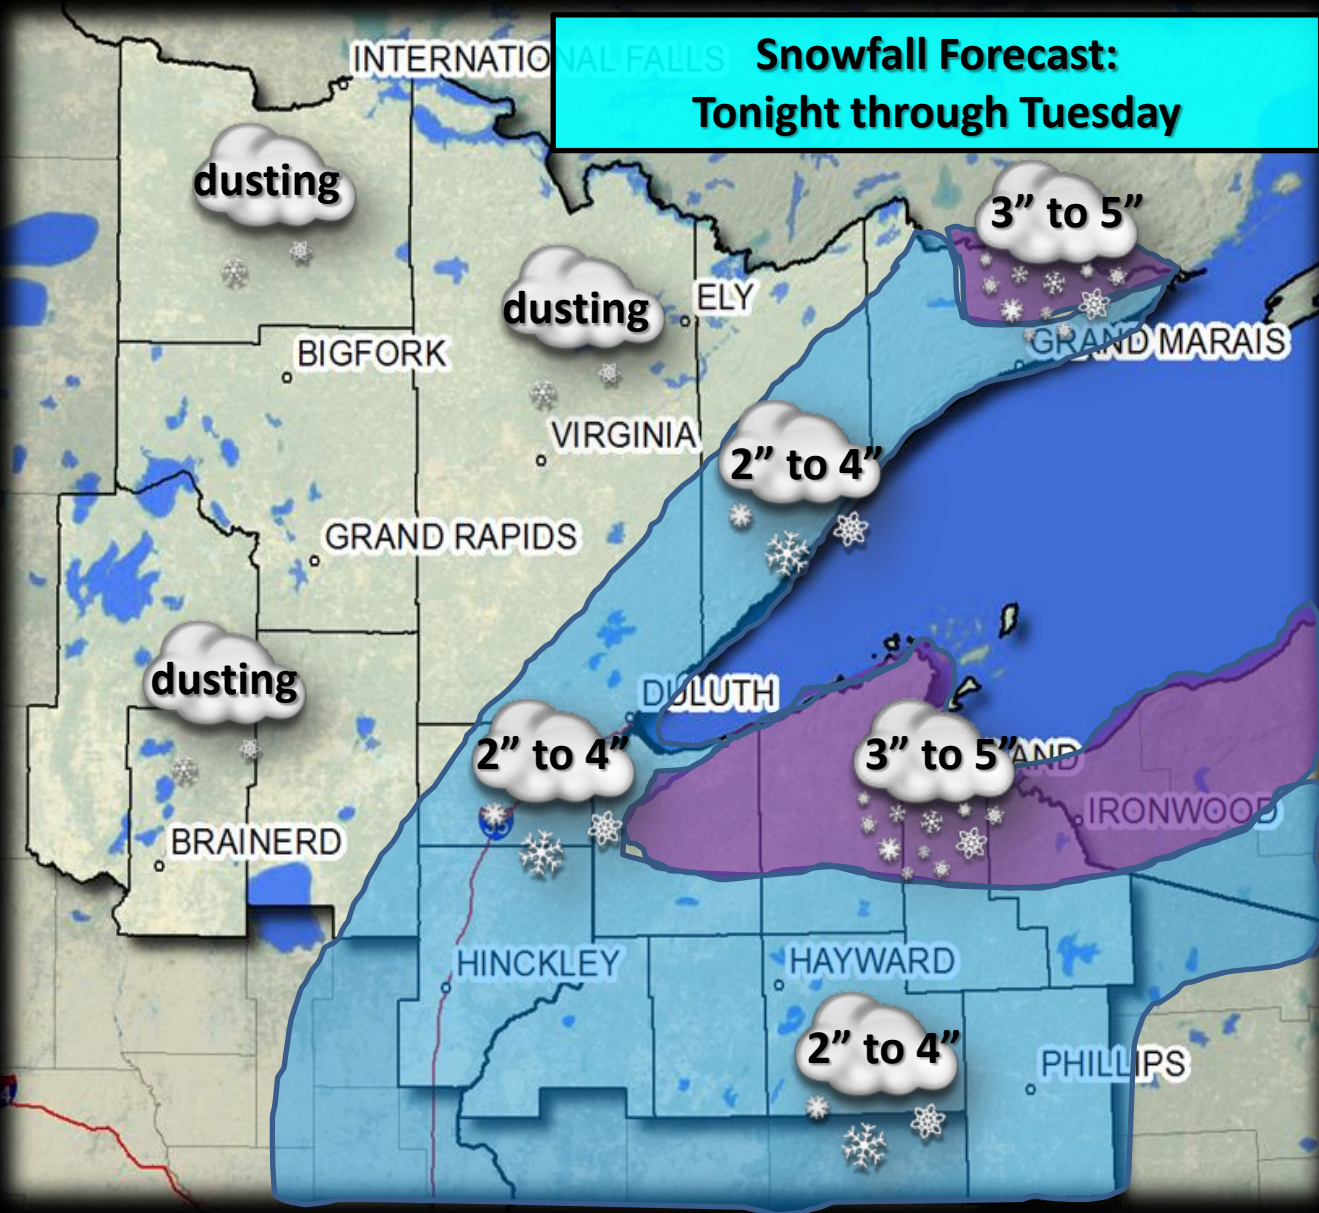 Snowfall Forecast:
Tonight through Tuesday
INTERNATIONAL FALLS
dusting
3” to 5”
dusting
ELY
GRAND MARAIS
BIGFORK
VIRGINIA
2” to 4”
GRAND RAPIDS
dusting
DULUTH
2” to 4”
3” to 5”
AND
IRONWOOD
BRAINERD
HINCKLEY
HAYWARD
2” to 4”
PHILLIPS
4